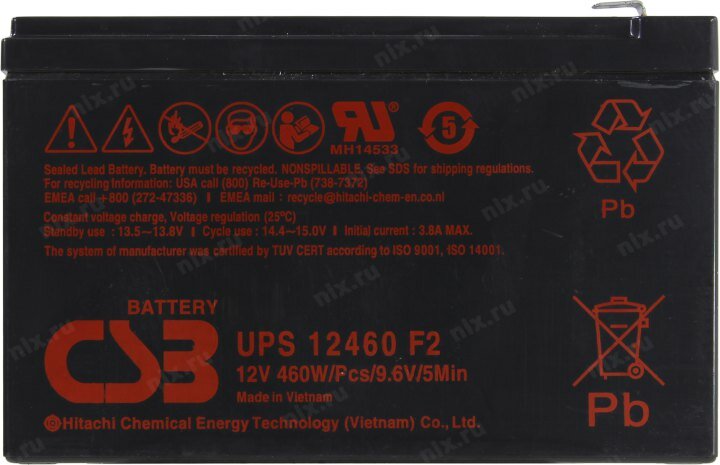 MH14533
5
Sealed Lead Battery. Battery must be recycled. NONSPILLABLE. See SDS for shipping regulations.
For recycling Information: USA call (800) Re-Use-Pb (738-7372)
EMEA call +800 (272-47336) | EMEA mail : recycle@hitachi-chem-en.co.nl
Constant voltage charge, Voltage regulation (25ºC)
Standby use : 13.5~13.8V | Cycle use : 14.4~15.0V | Initial current : 3.8A MAX.
The system of manufacturer was certified by TUV CERT according to ISO 9001, ISO 14001.
Pb
BATTERY
CSB
UPS 12460 F2
12V 460W/Pcs/9.6V/5Min
Made in Vietnam
Hitachi Chemical Energy Technology (Vietnam) Co., Ltd.
Pb
nix.ru